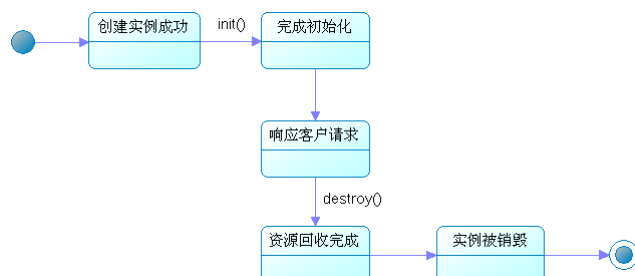 创建实例成功
init()
完成初始化
响应客户请求
destroy()
资源回收完成
实例被销毁